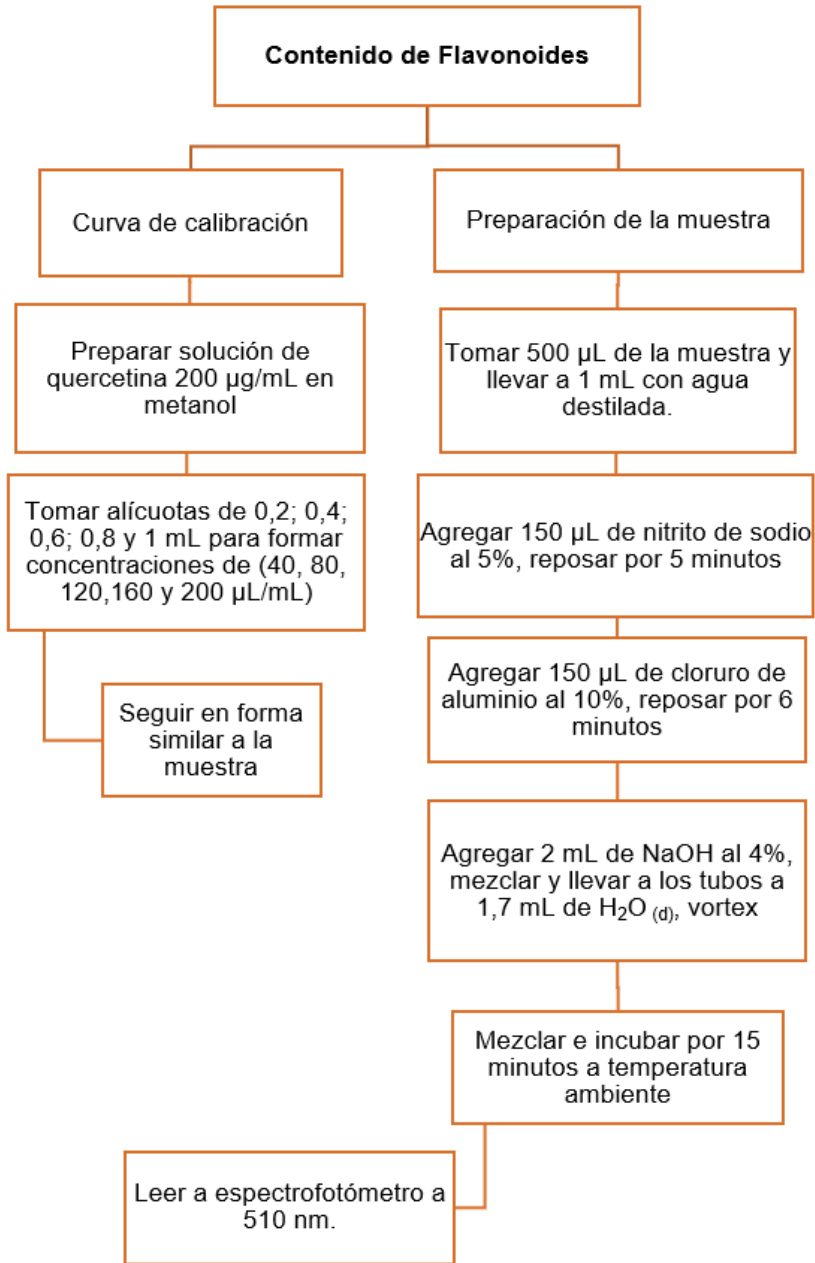 Contenido de Flavonoides
Curva de calibración
Preparar solución de
quercetina 200 µg/mL en
metanol
Tomar alícuotas de 0,2; 0,4;
0,6; 0,8 y 1 mL para formar
concentraciones de (40, 80,
120,160 y 200 µL/mL)
Seguir en forma
similar a la
muestra
Preparación de la muestra
Tomar 500 µL de la muestra y
llevar a 1 mL con agua
destilada.
Agregar 150 µL de nitrito de sodio
al 5%, reposar por 5 minutos
Agregar 150 µL de cloruro de
aluminio al 10%, reposar por 6
minutos
Agregar 2 mL de NaOH al 4%,
mezclar y llevar a los tubos a
1,7 mL de H₂O (d), vortex
Mezclar e incubar por 15
minutos a temperatura
ambiente
Leer a espectrofotómetro a
510 nm.